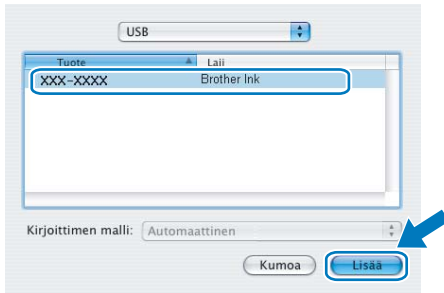 USB
Tuote Laji
XXX-XXXX Brother Ink
Kirjoittimen malli: Automaattinen
Kumoa Lisää